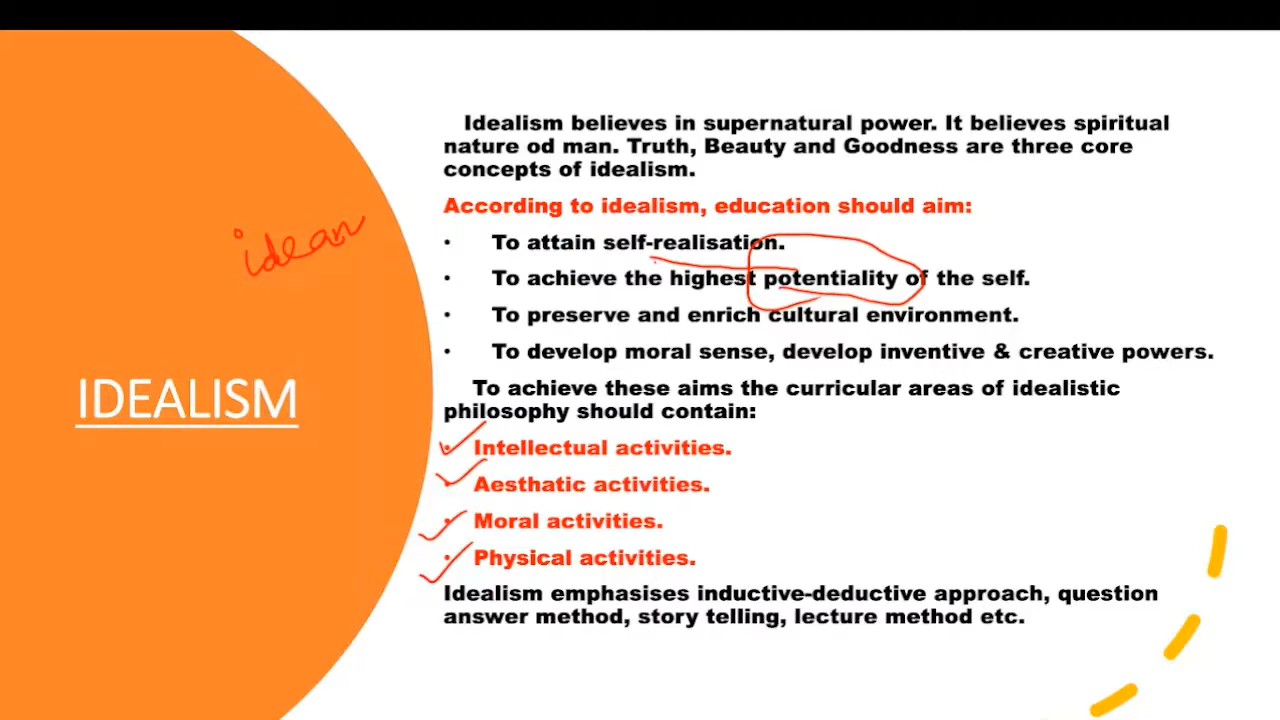 Idealism believes in supernatural power. It believes spiritual
nature od man. Truth, Beauty and Goodness are three core
concepts of idealism.
According to idealism, education should aim:
• To attain self-realisation.
• To achieve the highest potentiality of the self.
• To preserve and enrich cultural environment.
• To develop moral sense, develop inventive & creative powers.
To achieve these aims the curricular areas of idealistic
philosophy should contain:
• Intellectual activities.
• Aesthatic activities.
• Moral activities.
• Physical activities.
Idealism emphasises inductive-deductive approach, question
answer method, story telling, lecture method etc.
IDEALISM